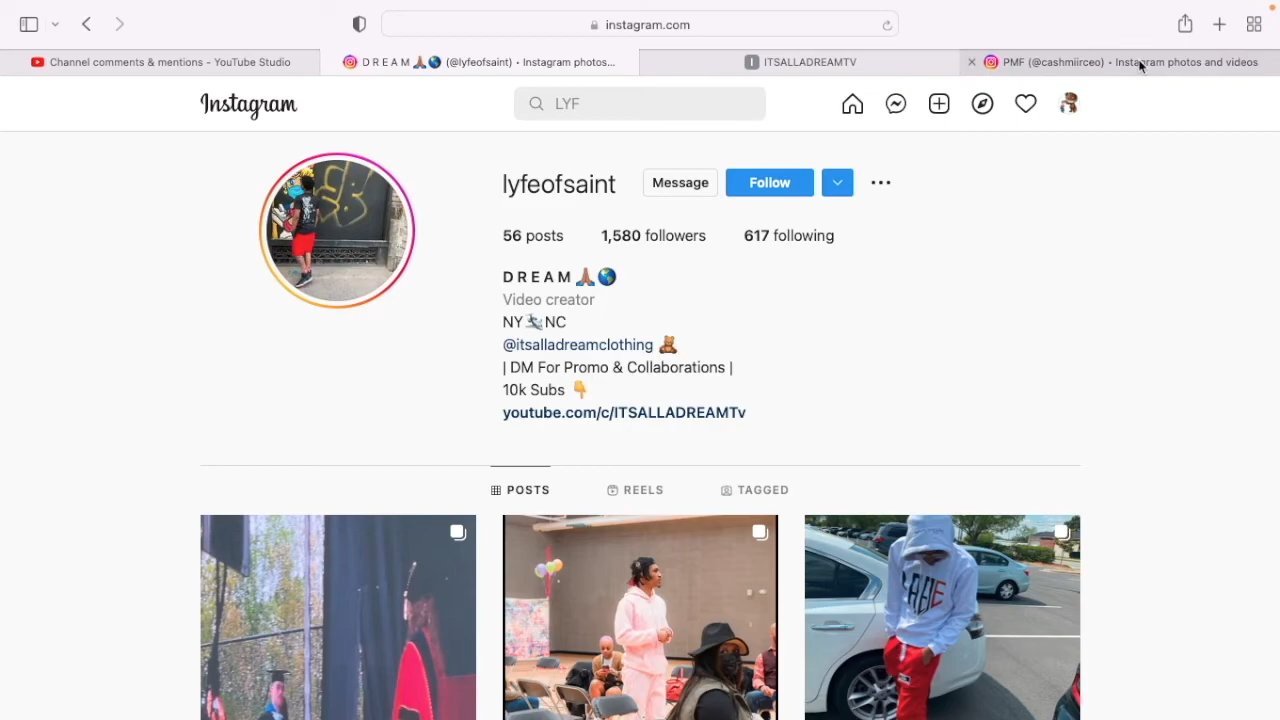 instagram.com
Channel comments & mentions - YouTube Studio
D R E A M 🙏🏽🌎 (@lyfeofsaint) • Instagram photos...
ITSALLADREAMTV
PMF (@cashmiirceo) • Instagram photos and videos
Instagram
LYF
lyfeofsaint
Message
Follow
56 posts
1,580 followers
617 following
D R E A M 🙏🏽🌎
Video creator
NY🛬NC
@itsalladreamclothing 🧸
| DM For Promo & Collaborations |
10k Subs 👇
youtube.com/c/ITSALLADREAMTv
POSTS
REELS
TAGGED